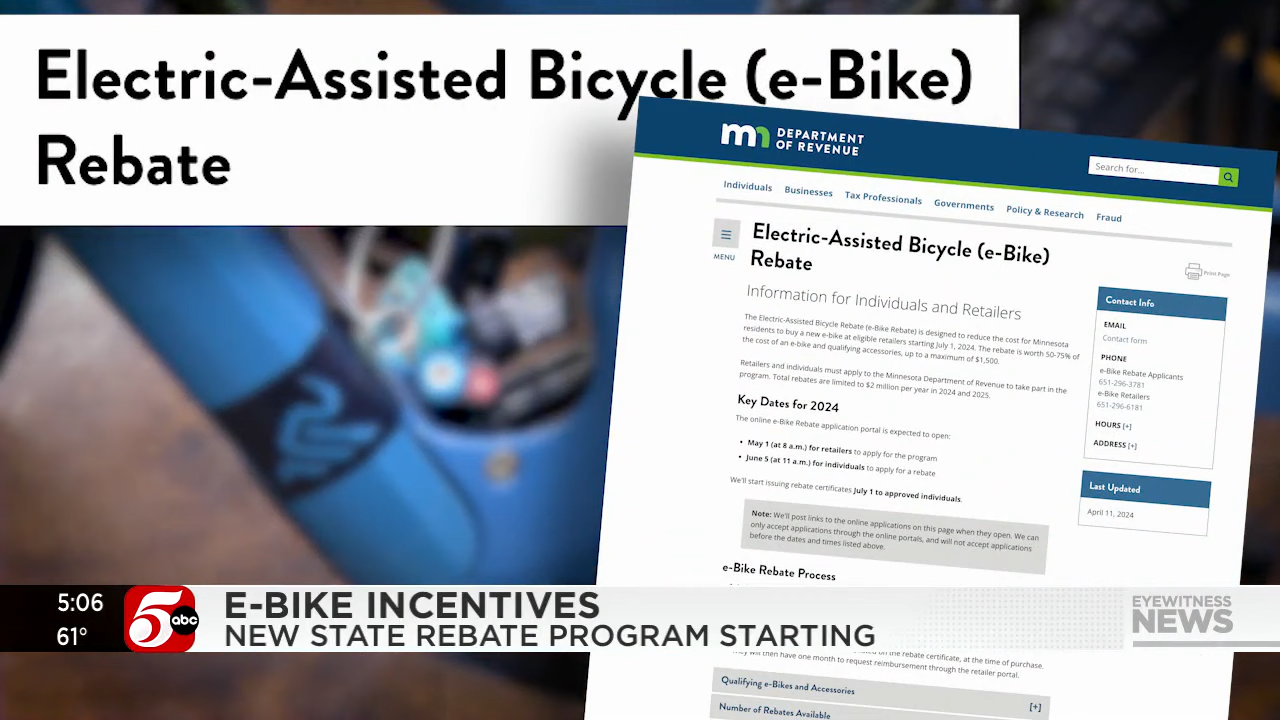 Electric-Assisted Bicycle (e-Bike)
Rebate
mn DEPARTMENT
OF REVENUE
Search for...
Individuals Businesses Tax Professionals Governments Policy & Research Fraud
MENU
Electric-Assisted Bicycle (e-Bike)
Rebate
Print Page
Information for Individuals and Retailers
The Electric-Assisted Bicycle Rebate (e-Bike Rebate) is designed to reduce the cost for Minnesota
residents to buy a new e-bike at eligible retailers starting July 1, 2024. The rebate is worth 50-75% of
the cost of an e-bike and qualifying accessories, up to a maximum of $1,500.
Retailers and individuals must apply to the Minnesota Department of Revenue to take part in the
program. Total rebates are limited to $2 million per year in 2024 and 2025.
Key Dates for 2024
The online e-Bike Rebate application portal is expected to open:
• May 1 (at 8 a.m.) for retailers to apply for the program
• June 5 (at 11 a.m.) for individuals to apply for a rebate
We'll start issuing rebate certificates July 1 to approved individuals.
Note: We'll post links to the online applications on this page when they open. We can
only accept applications through the online portals, and will not accept applications
before the dates and times listed above.
e-Bike Rebate Process
Contact Info
EMAIL
Contact form
PHONE
e-Bike Rebate Applicants
651-296-3781
e-Bike Retailers
651-296-6181
HOURS [+]
ADDRESS [+]
Last Updated
April 11, 2024
5:06
61°
5 abc
E-BIKE INCENTIVES
NEW STATE REBATE PROGRAM STARTING
EYEWITNESS
NEWS
on the rebate certificate, at the time of purchase.
will then have one month to request reimbursement through the retailer portal.
Qualifying e-Bikes and Accessories [+]
Number of Rebates Available